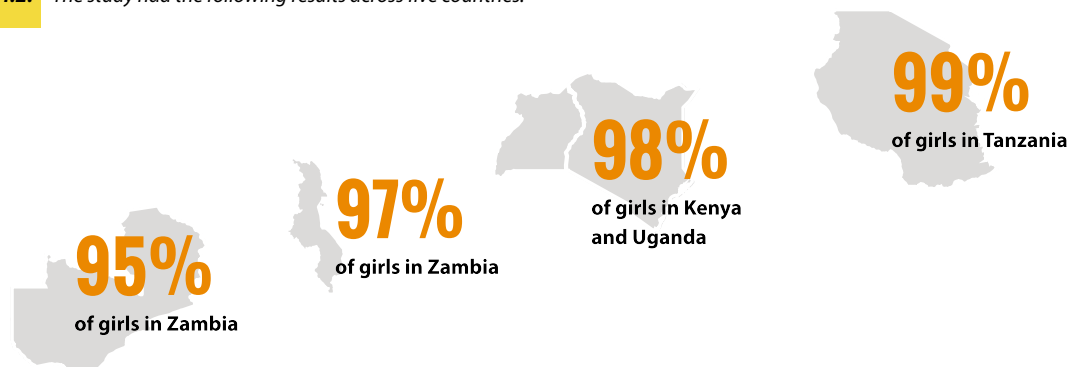 The study had the following results across five countries.
99%
of girls in Tanzania
98%
of girls in Kenya
and Uganda
97%
of girls in Zambia
95%
of girls in Zambia